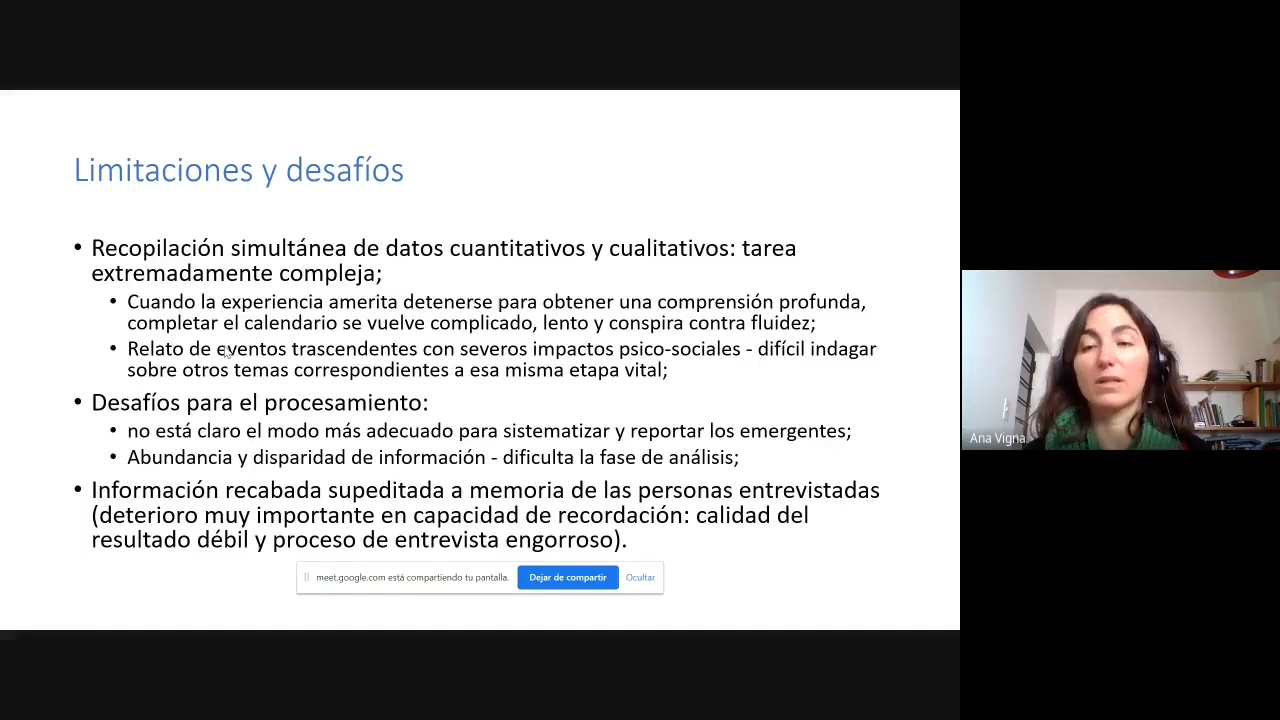 Limitaciones y desafíos
• Recopilación simultánea de datos cuantitativos y cualitativos: tarea
extremadamente compleja;
• Cuando la experiencia amerita detenerse para obtener una comprensión profunda,
completar el calendario se vuelve complicado, lento y conspira contra fluidez;
• Relato de eventos trascendentes con severos impactos psico-sociales - difícil indagar
sobre otros temas correspondientes a esa misma etapa vital;
• Desafíos para el procesamiento:
• no está claro el modo más adecuado para sistematizar y reportar los emergentes;
• Abundancia y disparidad de información - dificulta la fase de análisis;
• Información recabada supeditada a memoria de las personas entrevistadas
(deterioro muy importante en capacidad de recordación: calidad del
resultado débil y proceso de entrevista engorroso).
meet.google.com está compartiendo tu pantalla. Dejar de compartir Ocultar
Ana Vigna